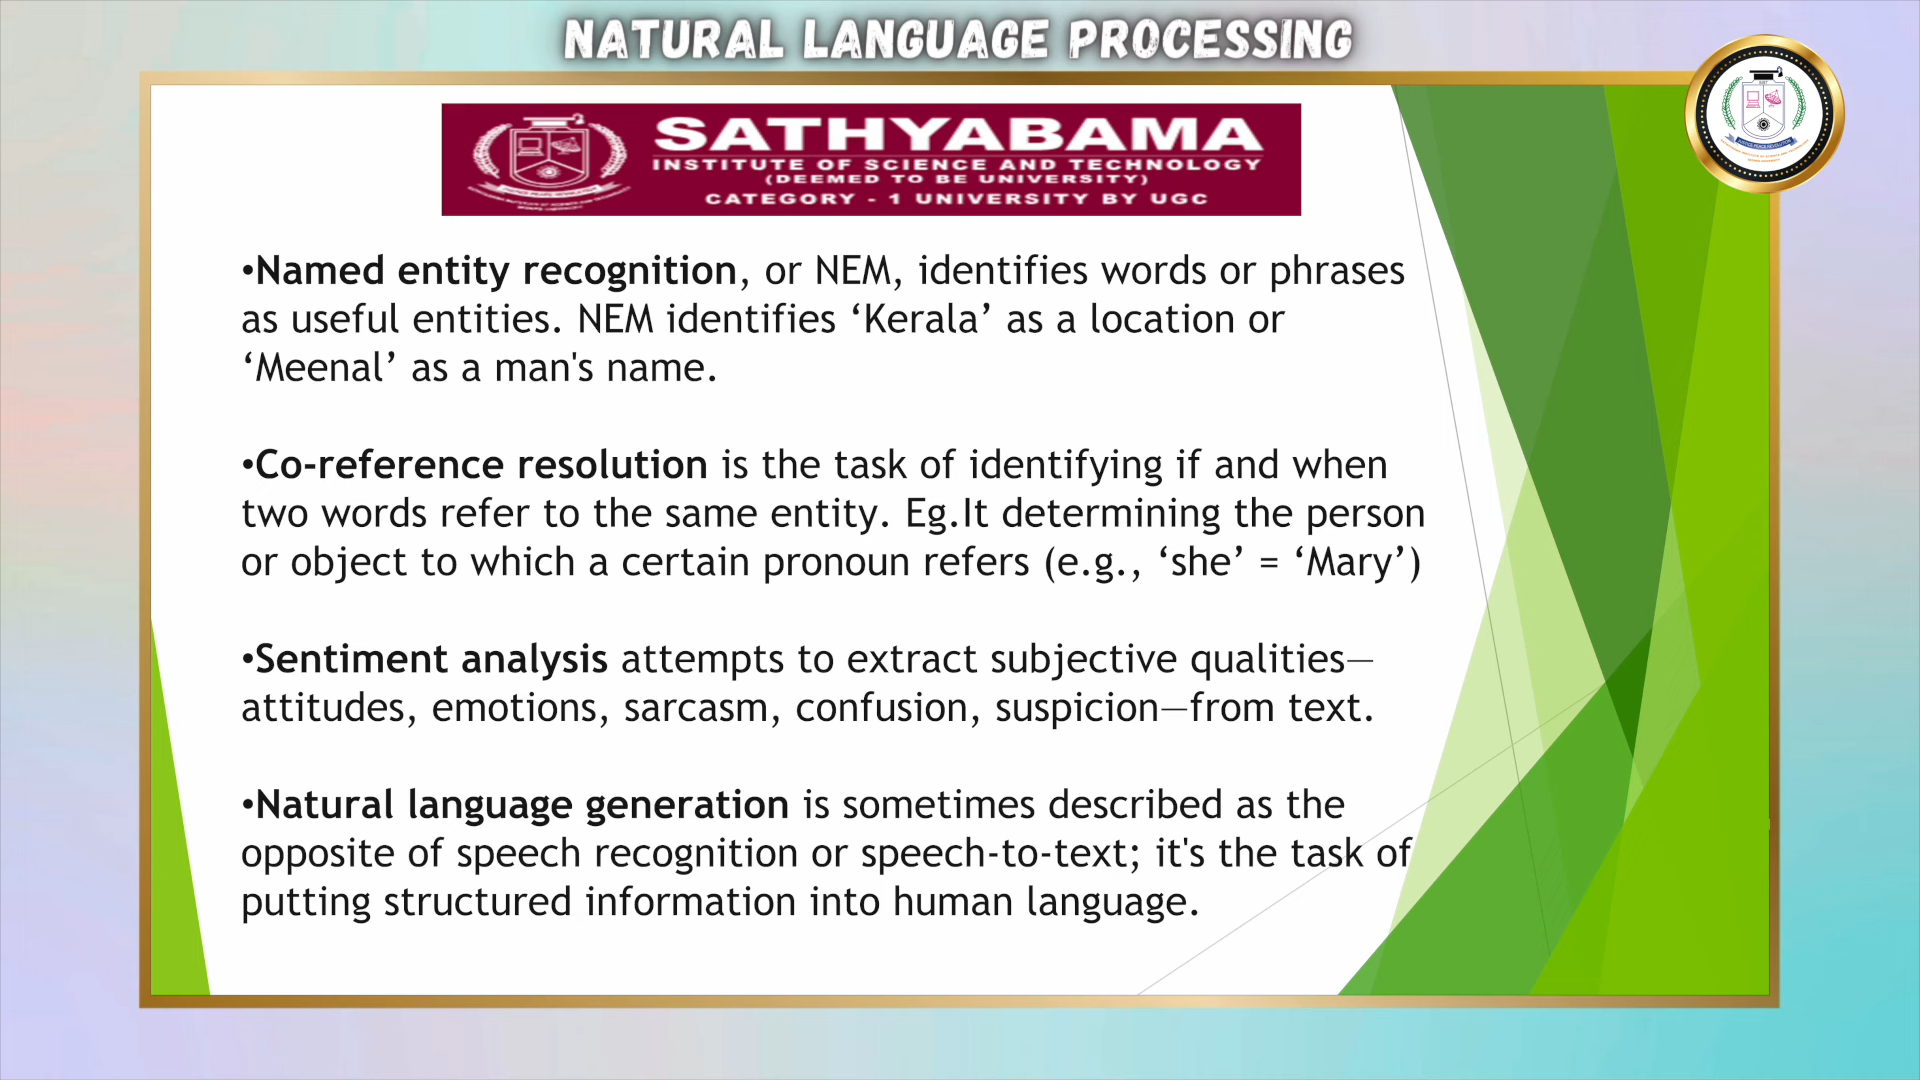 NATURAL LANGUAGE PROCESSING
SATHYABAMA
INSTITUTE OF SCIENCE AND TECHNOLOGY
(DEEMED TO BE UNIVERSITY)
CATEGORY - 1 UNIVERSITY BY UGC
•Named entity recognition, or NEM, identifies words or phrases
as useful entities. NEM identifies ‘Kerala’ as a location or
‘Meenal’ as a man's name.
•Co-reference resolution is the task of identifying if and when
two words refer to the same entity. Eg.It determining the person
or object to which a certain pronoun refers (e.g., ‘she’ = ‘Mary’)
•Sentiment analysis attempts to extract subjective qualities—
attitudes, emotions, sarcasm, confusion, suspicion—from text.
•Natural language generation is sometimes described as the
opposite of speech recognition or speech-to-text; it's the task of
putting structured information into human language.